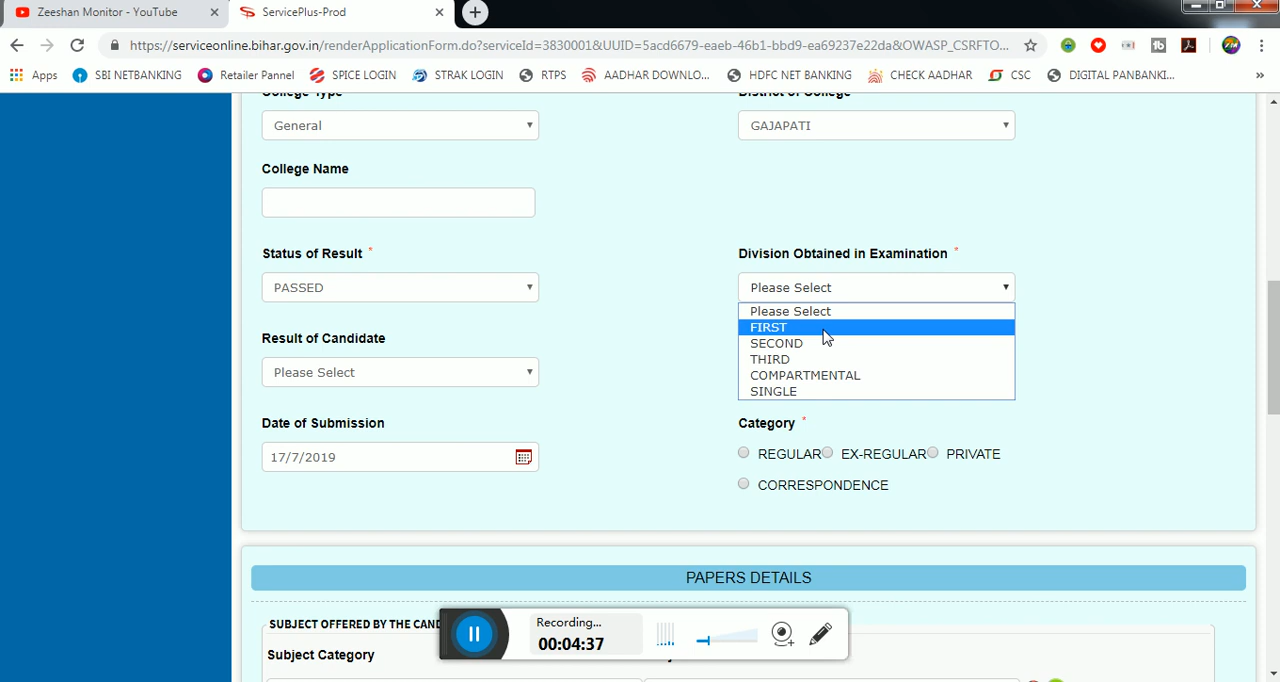 Zeeshan Monitor - YouTube
ServicePlus-Prod
https://serviceonline.bihar.gov.in/renderApplicationForm.do?serviceId=3830001&UUID=5acd6679-eaeb-46b1-bbd9-ea69237e22da&OWASP_CSRFTO...
Apps SBI NETBANKING Retailer Pannel SPICE LOGIN STRAK LOGIN RTPS AADHAR DOWNLO... HDFC NET BANKING CHECK AADHAR CSC DIGITAL PANBANKI... »
College Type District of College
General GAJAPATI
College Name
Status of Result * Division Obtained in Examination *
PASSED Please Select
Please Select
FIRST
SECOND
THIRD
COMPARTMENTAL
SINGLE
Result of Candidate
Please Select
Date of Submission Category *
17/7/2019
REGULAR EX-REGULAR PRIVATE
CORRESPONDENCE
PAPERS DETAILS
SUBJECT OFFERED BY THE CAND
Subject Category
Recording...
00:04:37